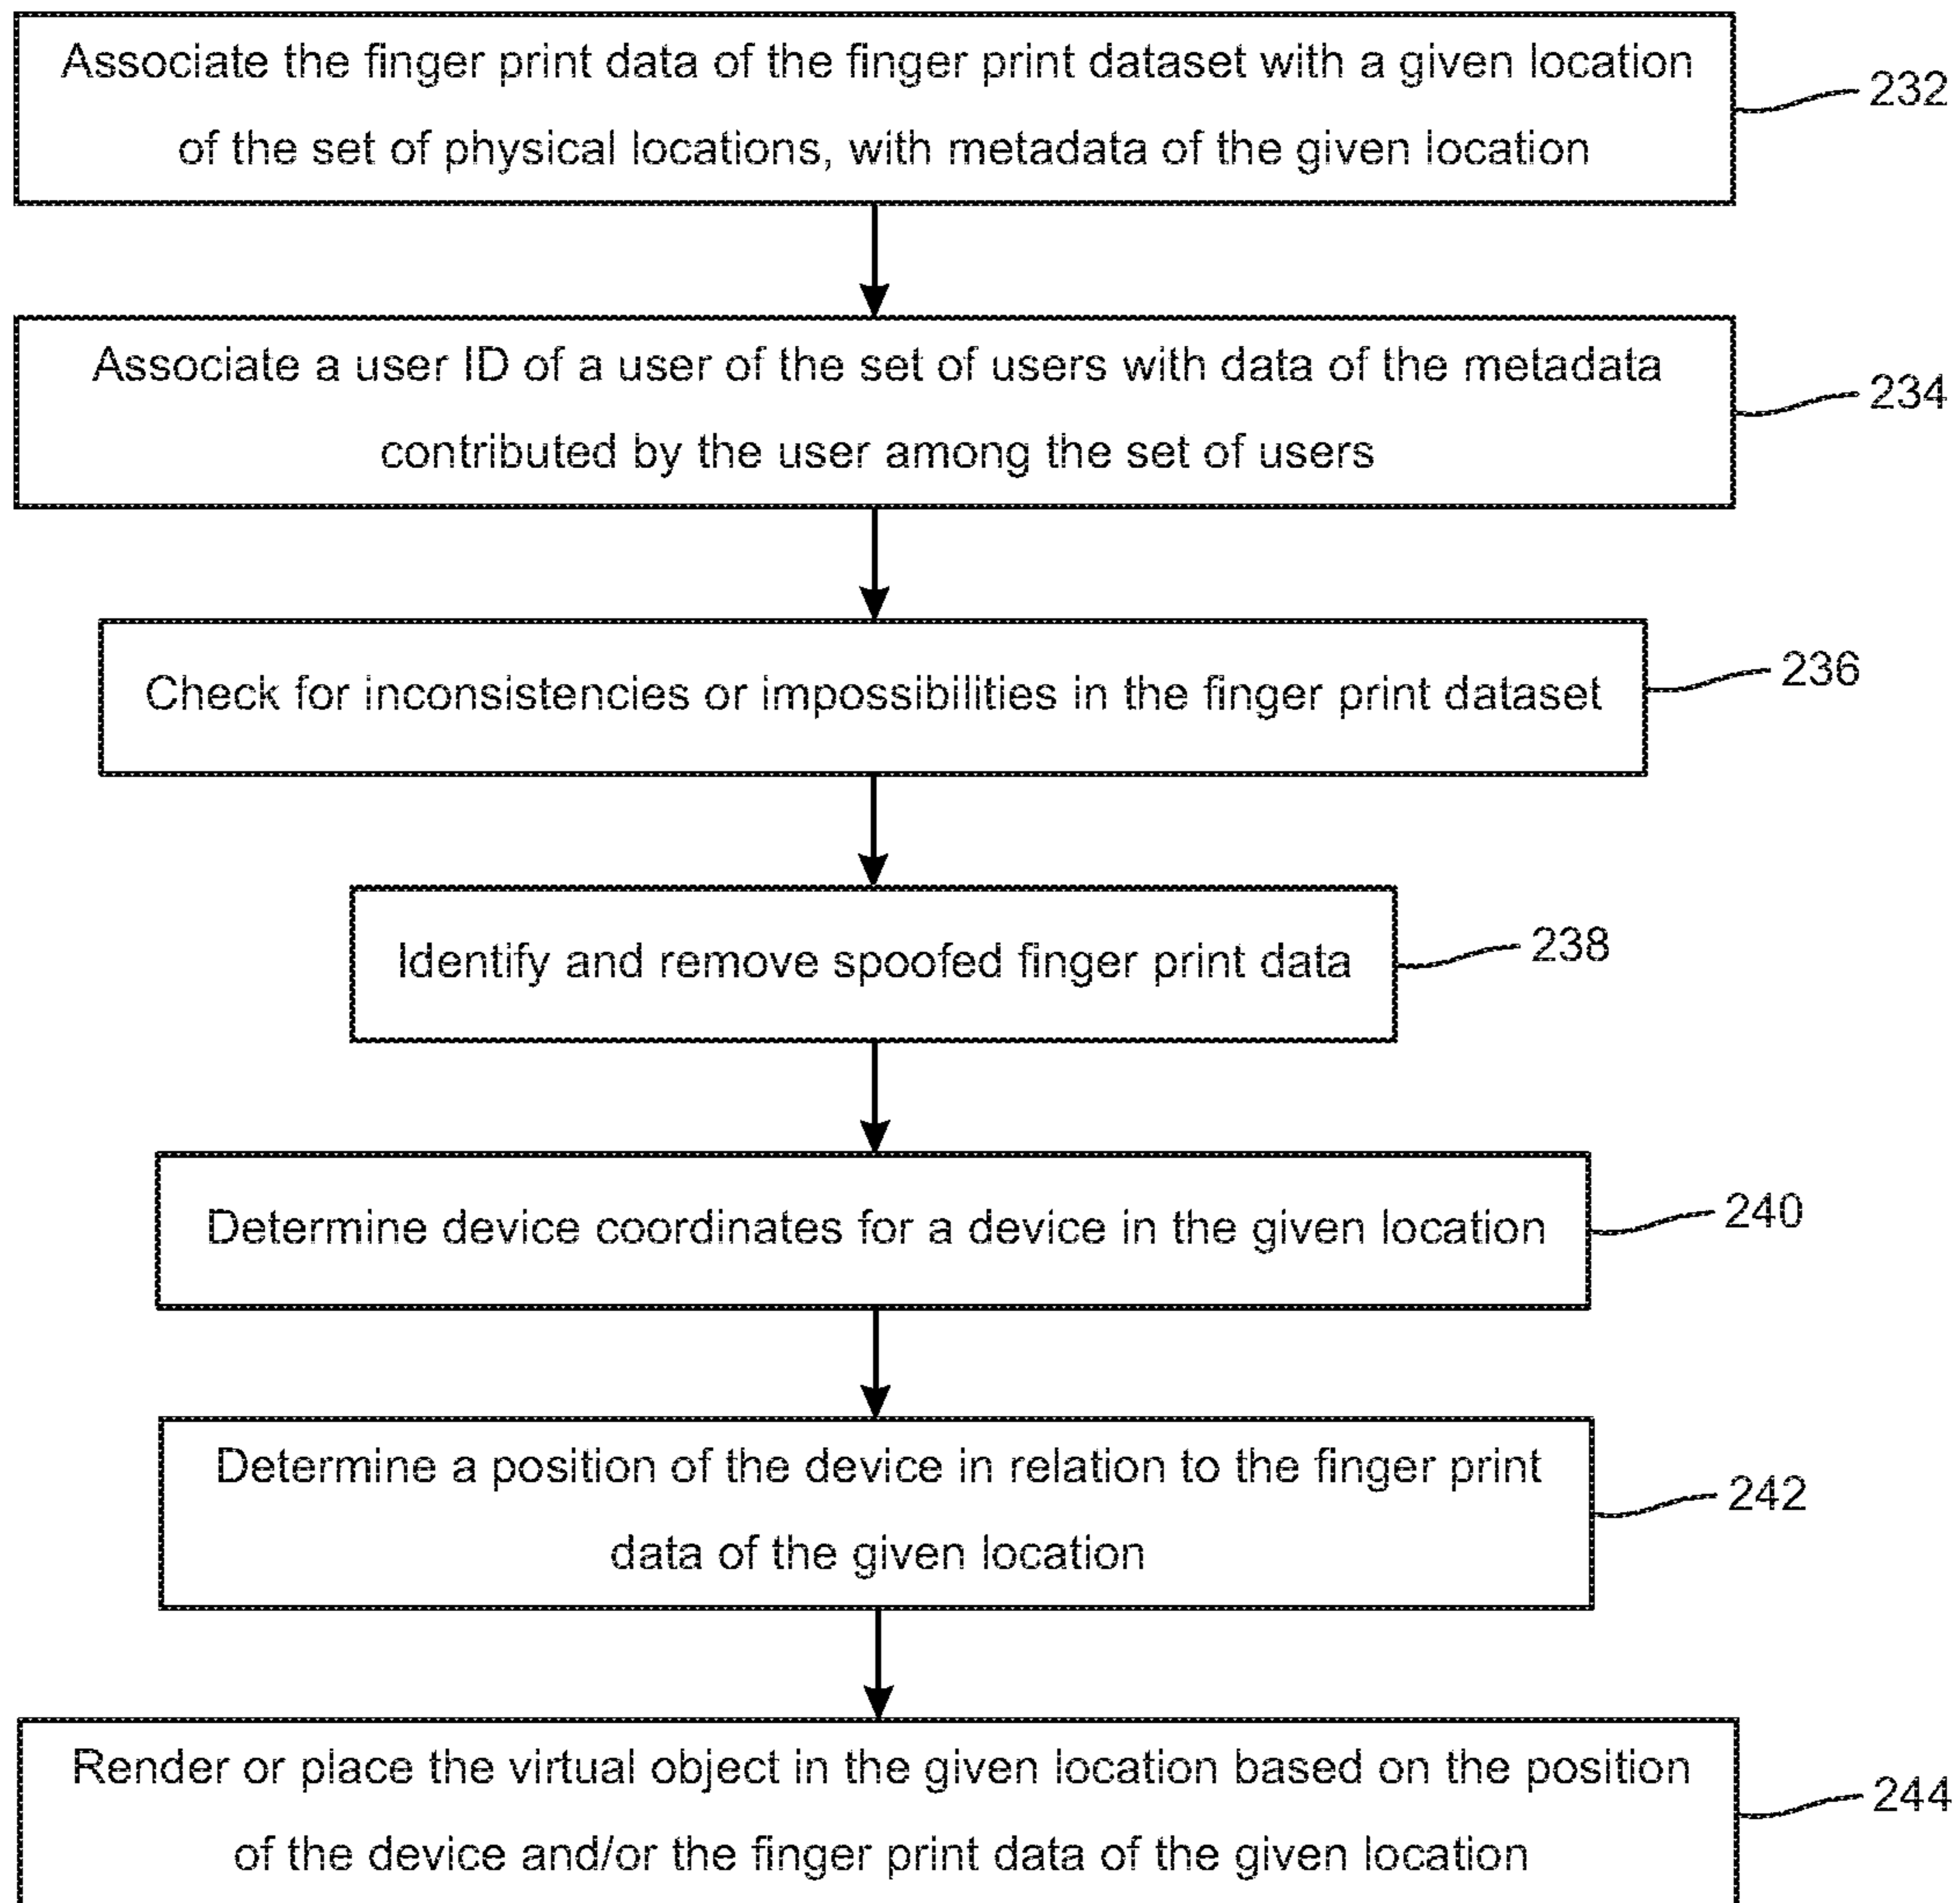 Associate the finger print data of the finger print dataset with a given location
of the set of physical locations, with metadata of the given location
232
Associate a user ID of a user of the set of users with data of the metadata
contributed by the user among the set of users
234
Check for inconsistencies or impossibilities in the finger print dataset
236
Identify and remove spoofed finger print data
238
Determine device coordinates for a device in the given location
240
Determine a position of the device in relation to the finger print
data of the given location
242
Render or place the virtual object in the given location based on the position
of the device and/or the finger print data of the given location
244